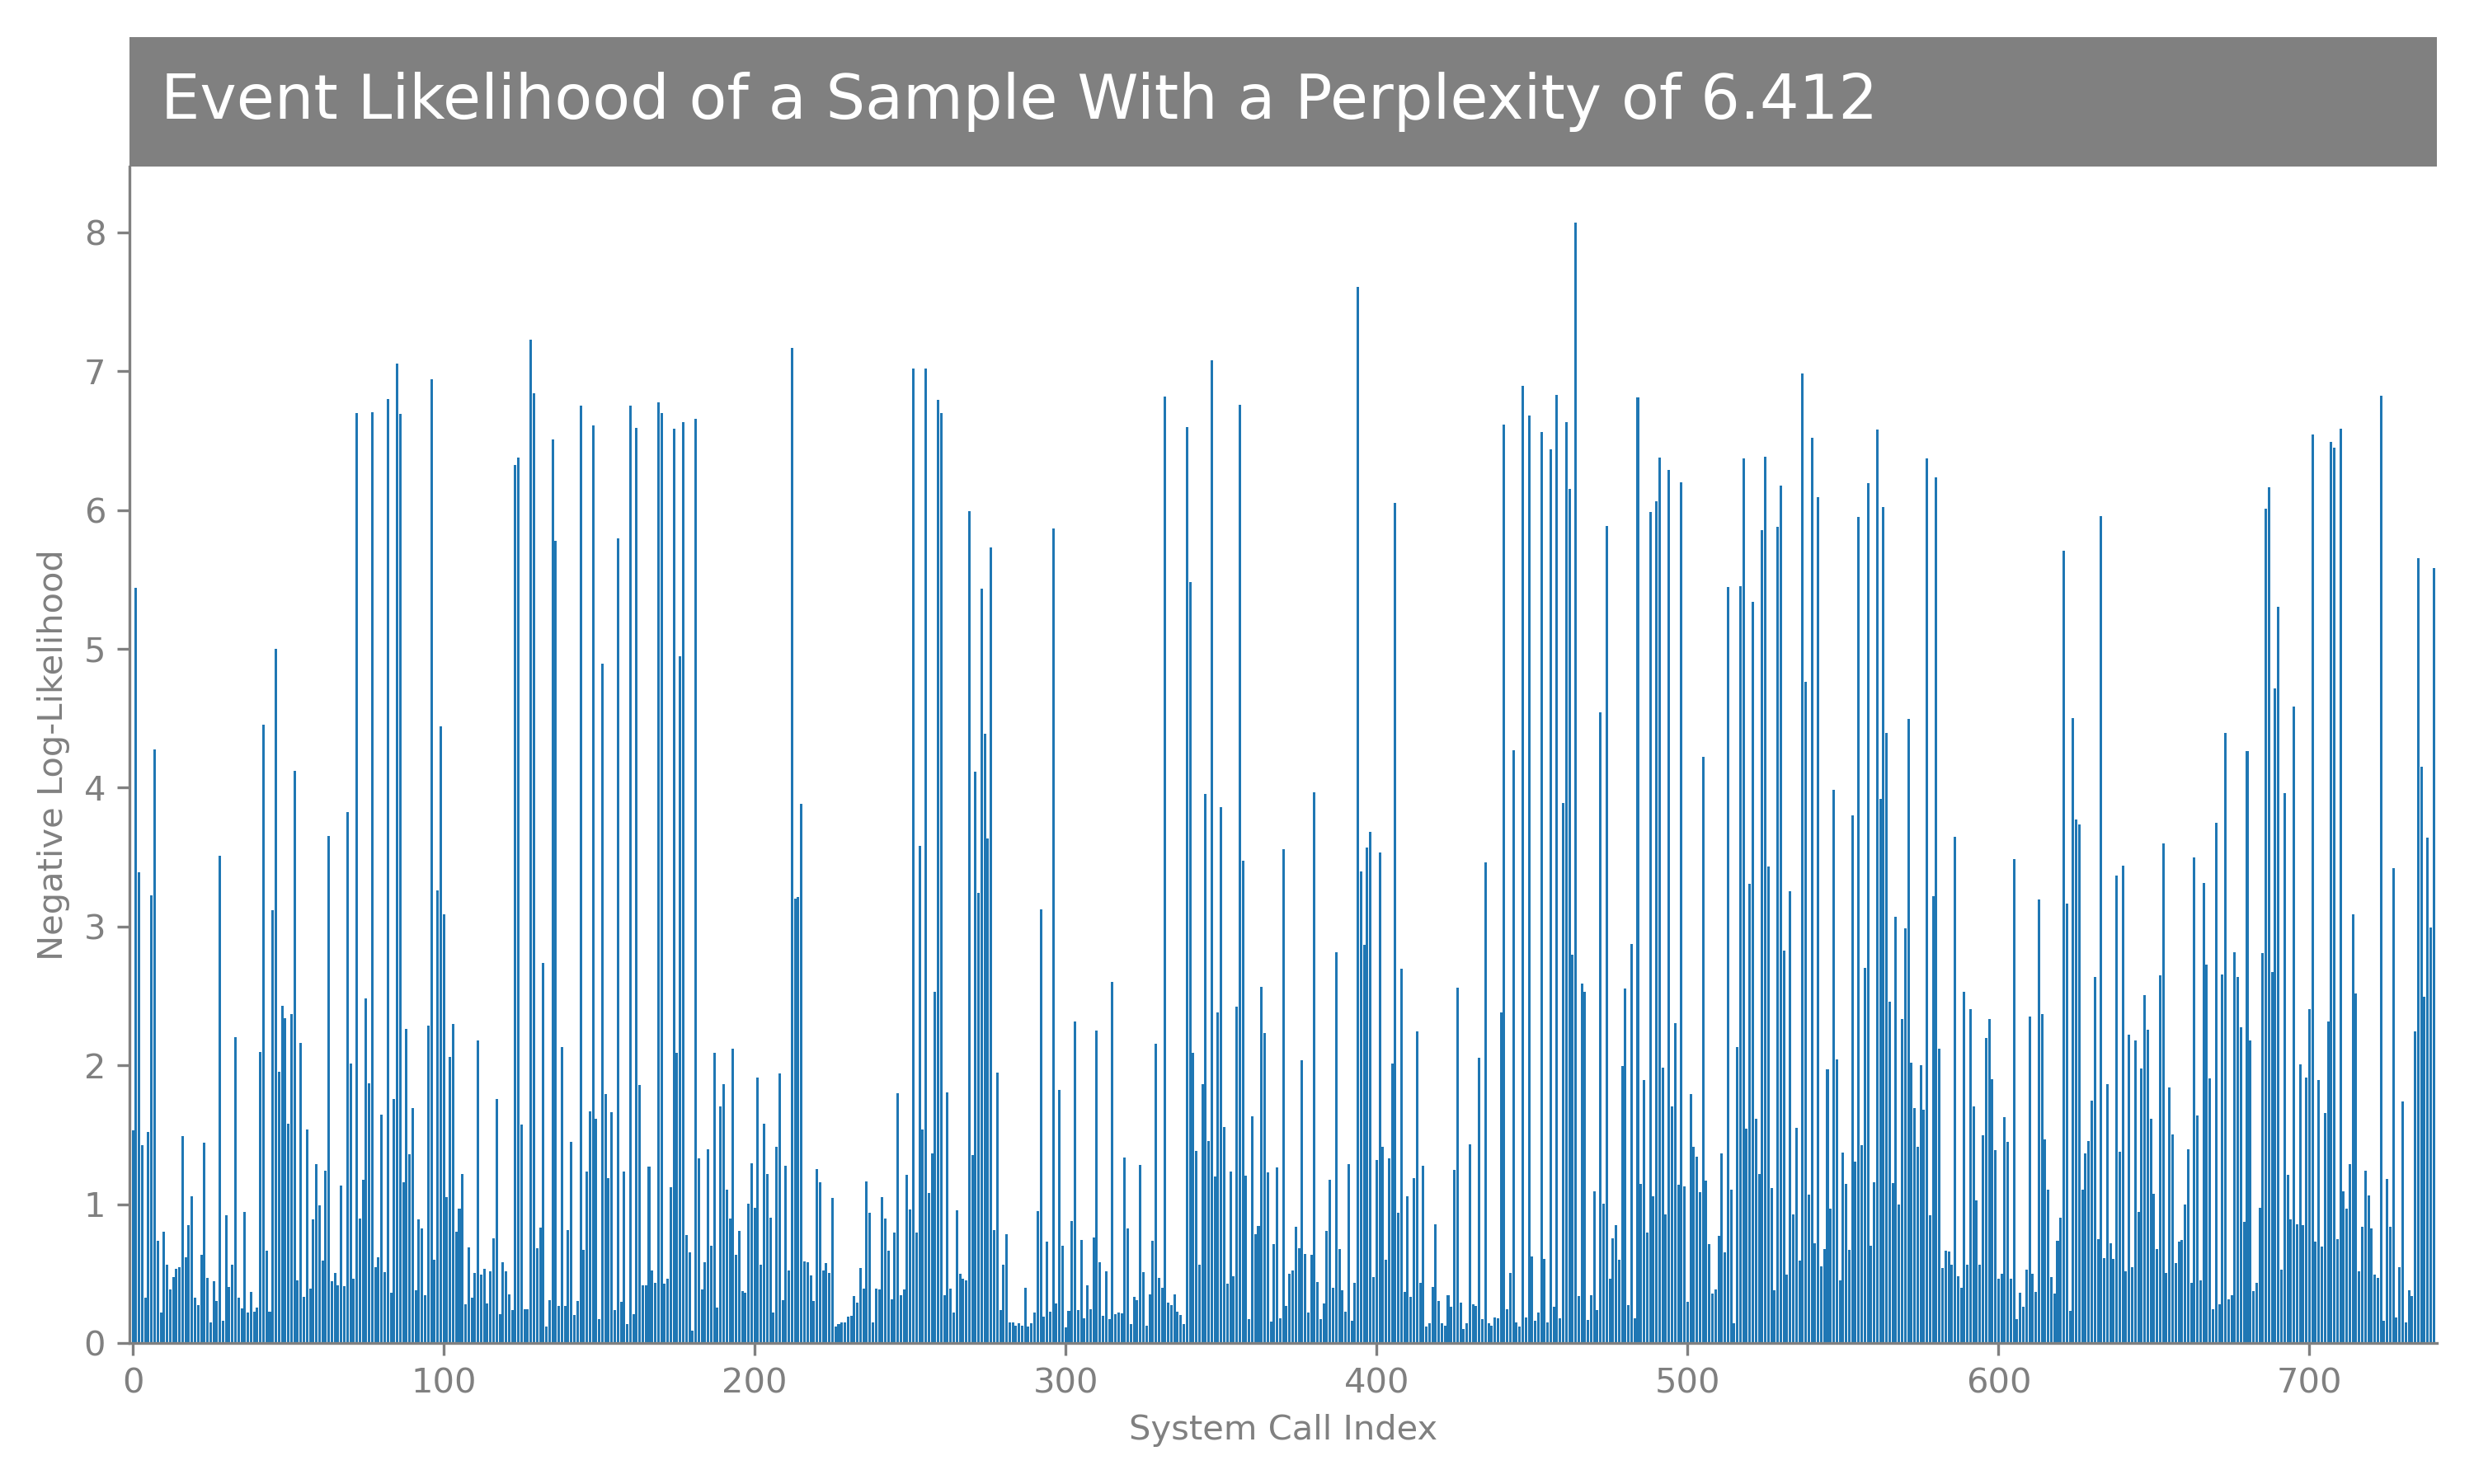 Event Likelihood of a Sample With a Perplexity of 6.412
8
7
6
5
4
3
2
1
0
Negative Log-Likelihood
0 100 200 300 400 500 600 700
System Call Index